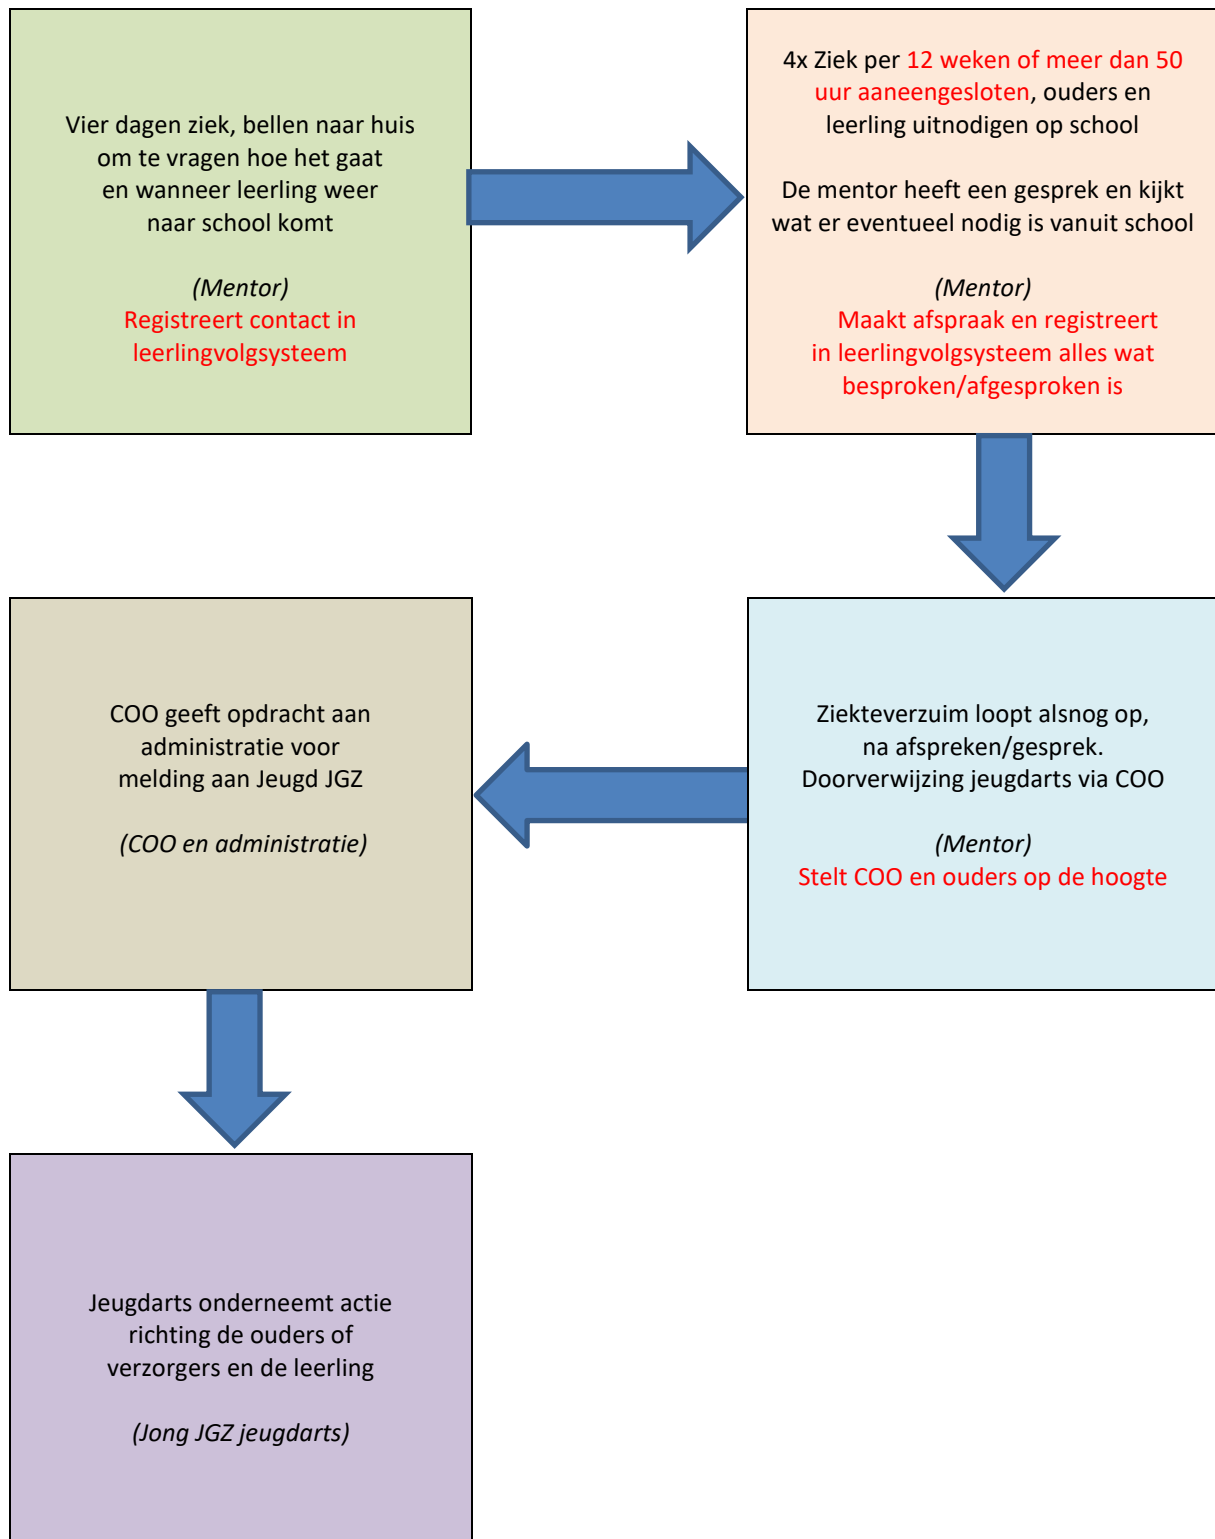 Vier dagen ziek, bellen naar huis
om te vragen hoe het gaat
en wanneer leerling weer
naar school komt
(Mentor)
Registreert contact in
leerlingvolgsysteem
4x Ziek per 12 weken of meer dan 50
uur aaneengesloten, ouders en
leerling uitnodigen op school
De mentor heeft een gesprek en kijkt
wat er eventueel nodig is vanuit school
(Mentor)
Maakt afspraak en registreert
in leerlingvolgsysteem alles wat
besproken/afgesproken is
Ziekteverzuim loopt alsnog op,
na afspreken/gesprek.
Doorverwijzing jeugdarts via COO
(Mentor)
Stelt COO en ouders op de hoogte
COO geeft opdracht aan
administratie voor
melding aan Jeugd JGZ
(COO en administratie)
Jeugdarts onderneemt actie
richting de ouders of
verzorgers en de leerling
(Jong JGZ jeugdarts)